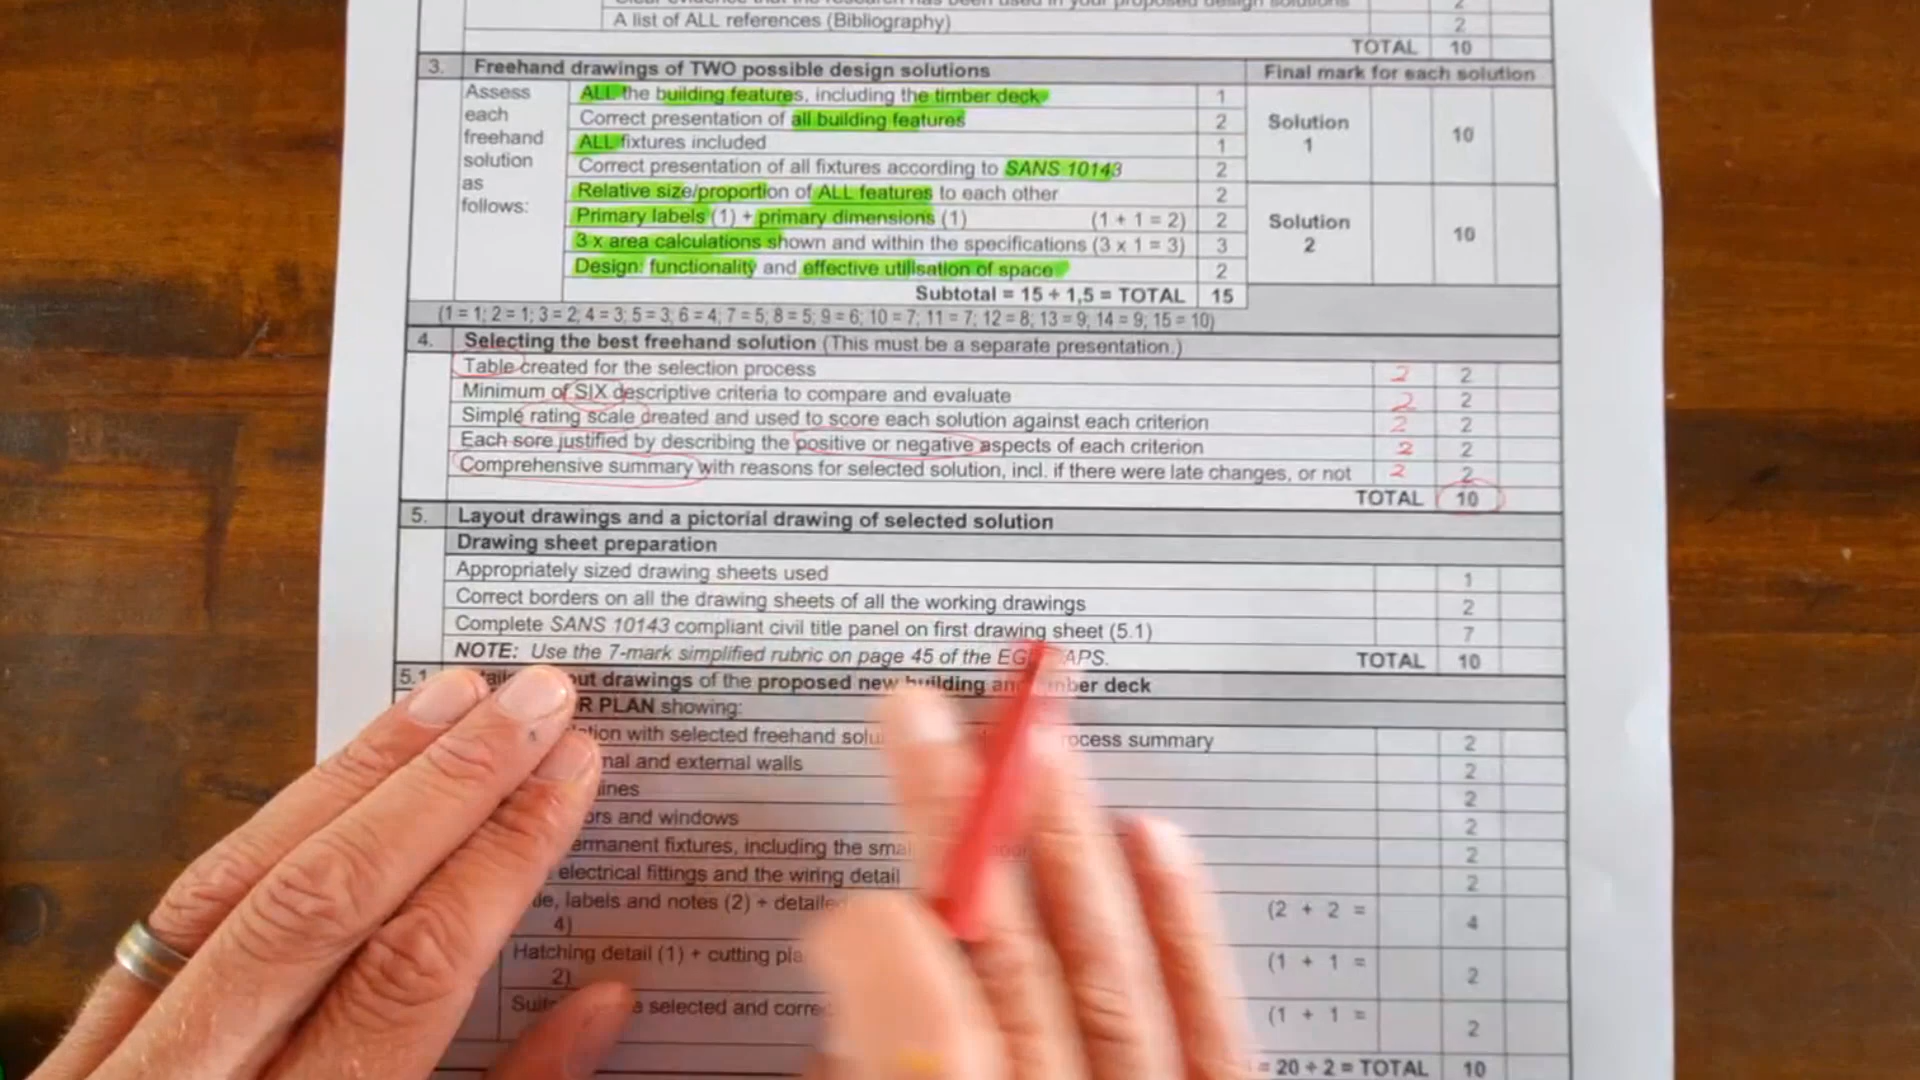 A list of ALL references (Bibliography) 2
TOTAL 10
3. Freehand drawings of TWO possible design solutions Final mark for each solution
Assess each freehand solution as follows:
ALL the building features, including the timber deck 1
Correct presentation of all building features 2
ALL fixtures included 1
Correct presentation of all fixtures according to SANS 10143 2
Relative size/proportion of ALL features to each other 2
Primary labels (1) + primary dimensions (1) (1 + 1 = 2) 2
3 x area calculations shown and within the specifications (3 x 1 = 3) 3
Design: functionality and effective utilisation of space 2
Subtotal = 15 ÷ 1,5 = TOTAL 15
Solution 1 10
Solution 2 10
(1 = 1; 2 = 1; 3 = 2; 4 = 3; 5 = 3; 6 = 4; 7 = 5; 8 = 5; 9 = 6; 10 = 7; 11 = 7; 12 = 8; 13 = 9; 14 = 9; 15 = 10)
4. Selecting the best freehand solution (This must be a separate presentation.)
Table created for the selection process 2 2
Minimum of SIX descriptive criteria to compare and evaluate 2 2
Simple rating scale created and used to score each solution against each criterion 2 2
Each sore justified by describing the positive or negative aspects of each criterion 2 2
Comprehensive summary with reasons for selected solution, incl. if there were late changes, or not 2 2
TOTAL 10
5. Layout drawings and a pictorial drawing of selected solution
Drawing sheet preparation
Appropriately sized drawing sheets used 1
Correct borders on all the drawing sheets of all the working drawings 2
Complete SANS 10143 compliant civil title panel on first drawing sheet (5.1) 7
NOTE: Use the 7-mark simplified rubric on page 45 of the TOTAL 10
5.1 drawings of the proposed new building deck
PLAN showing:
with selected freehand summary 2
and external walls 2
2
and windows 2
fixtures, including the 2
electrical fittings and the wiring detail 2
labels and notes (2) + (2 + 2 = 4) 4
Hatching detail (1) + cutting (1 + 1 = 2) 2
selected and (1 + 1 = 2
= 20 ÷ 2 = TOTAL 10